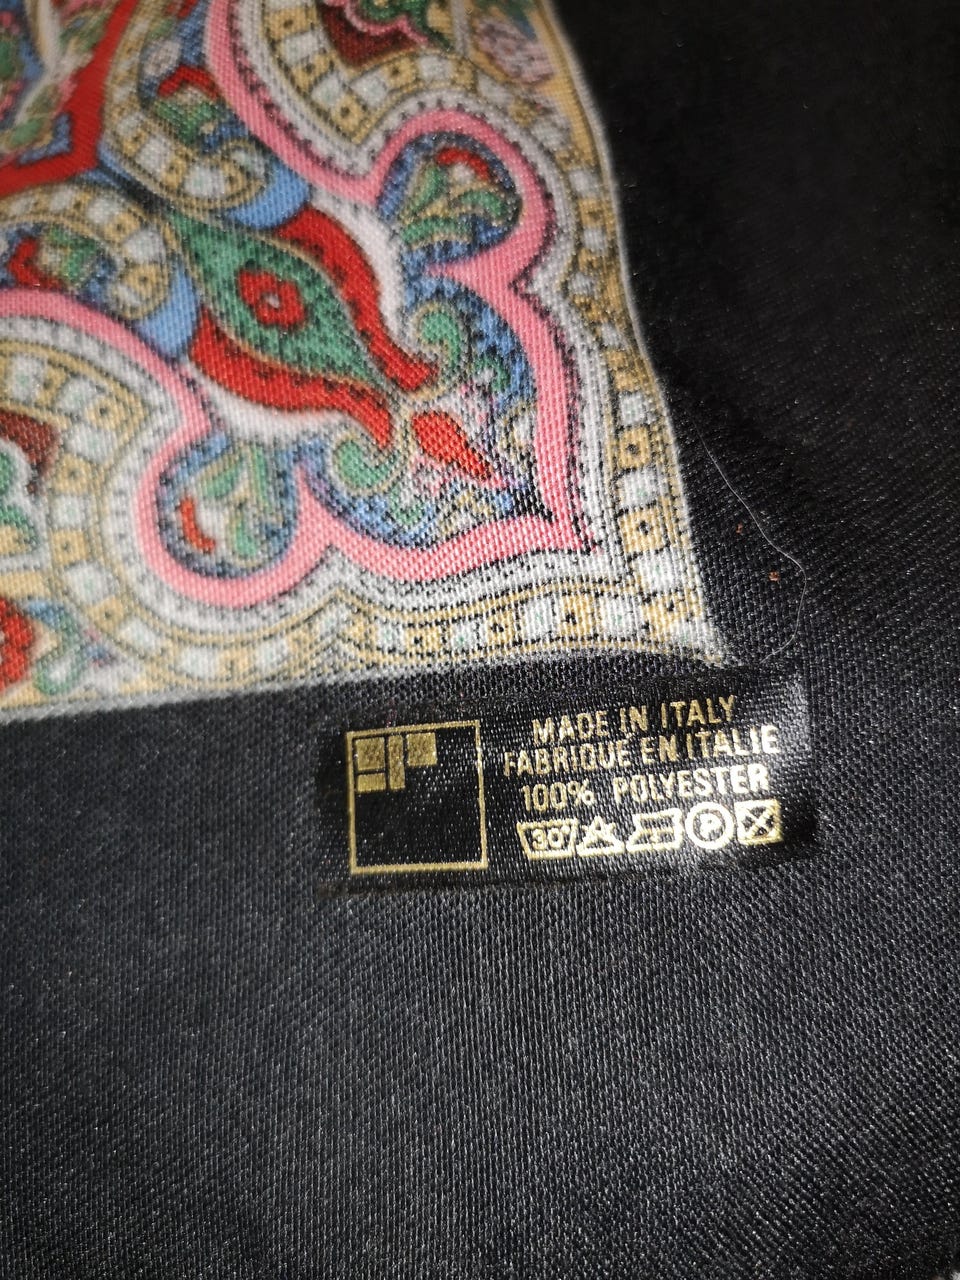 MADE IN ITALY
FABRIQUE EN ITALIE
100% POLYESTER
30°
P